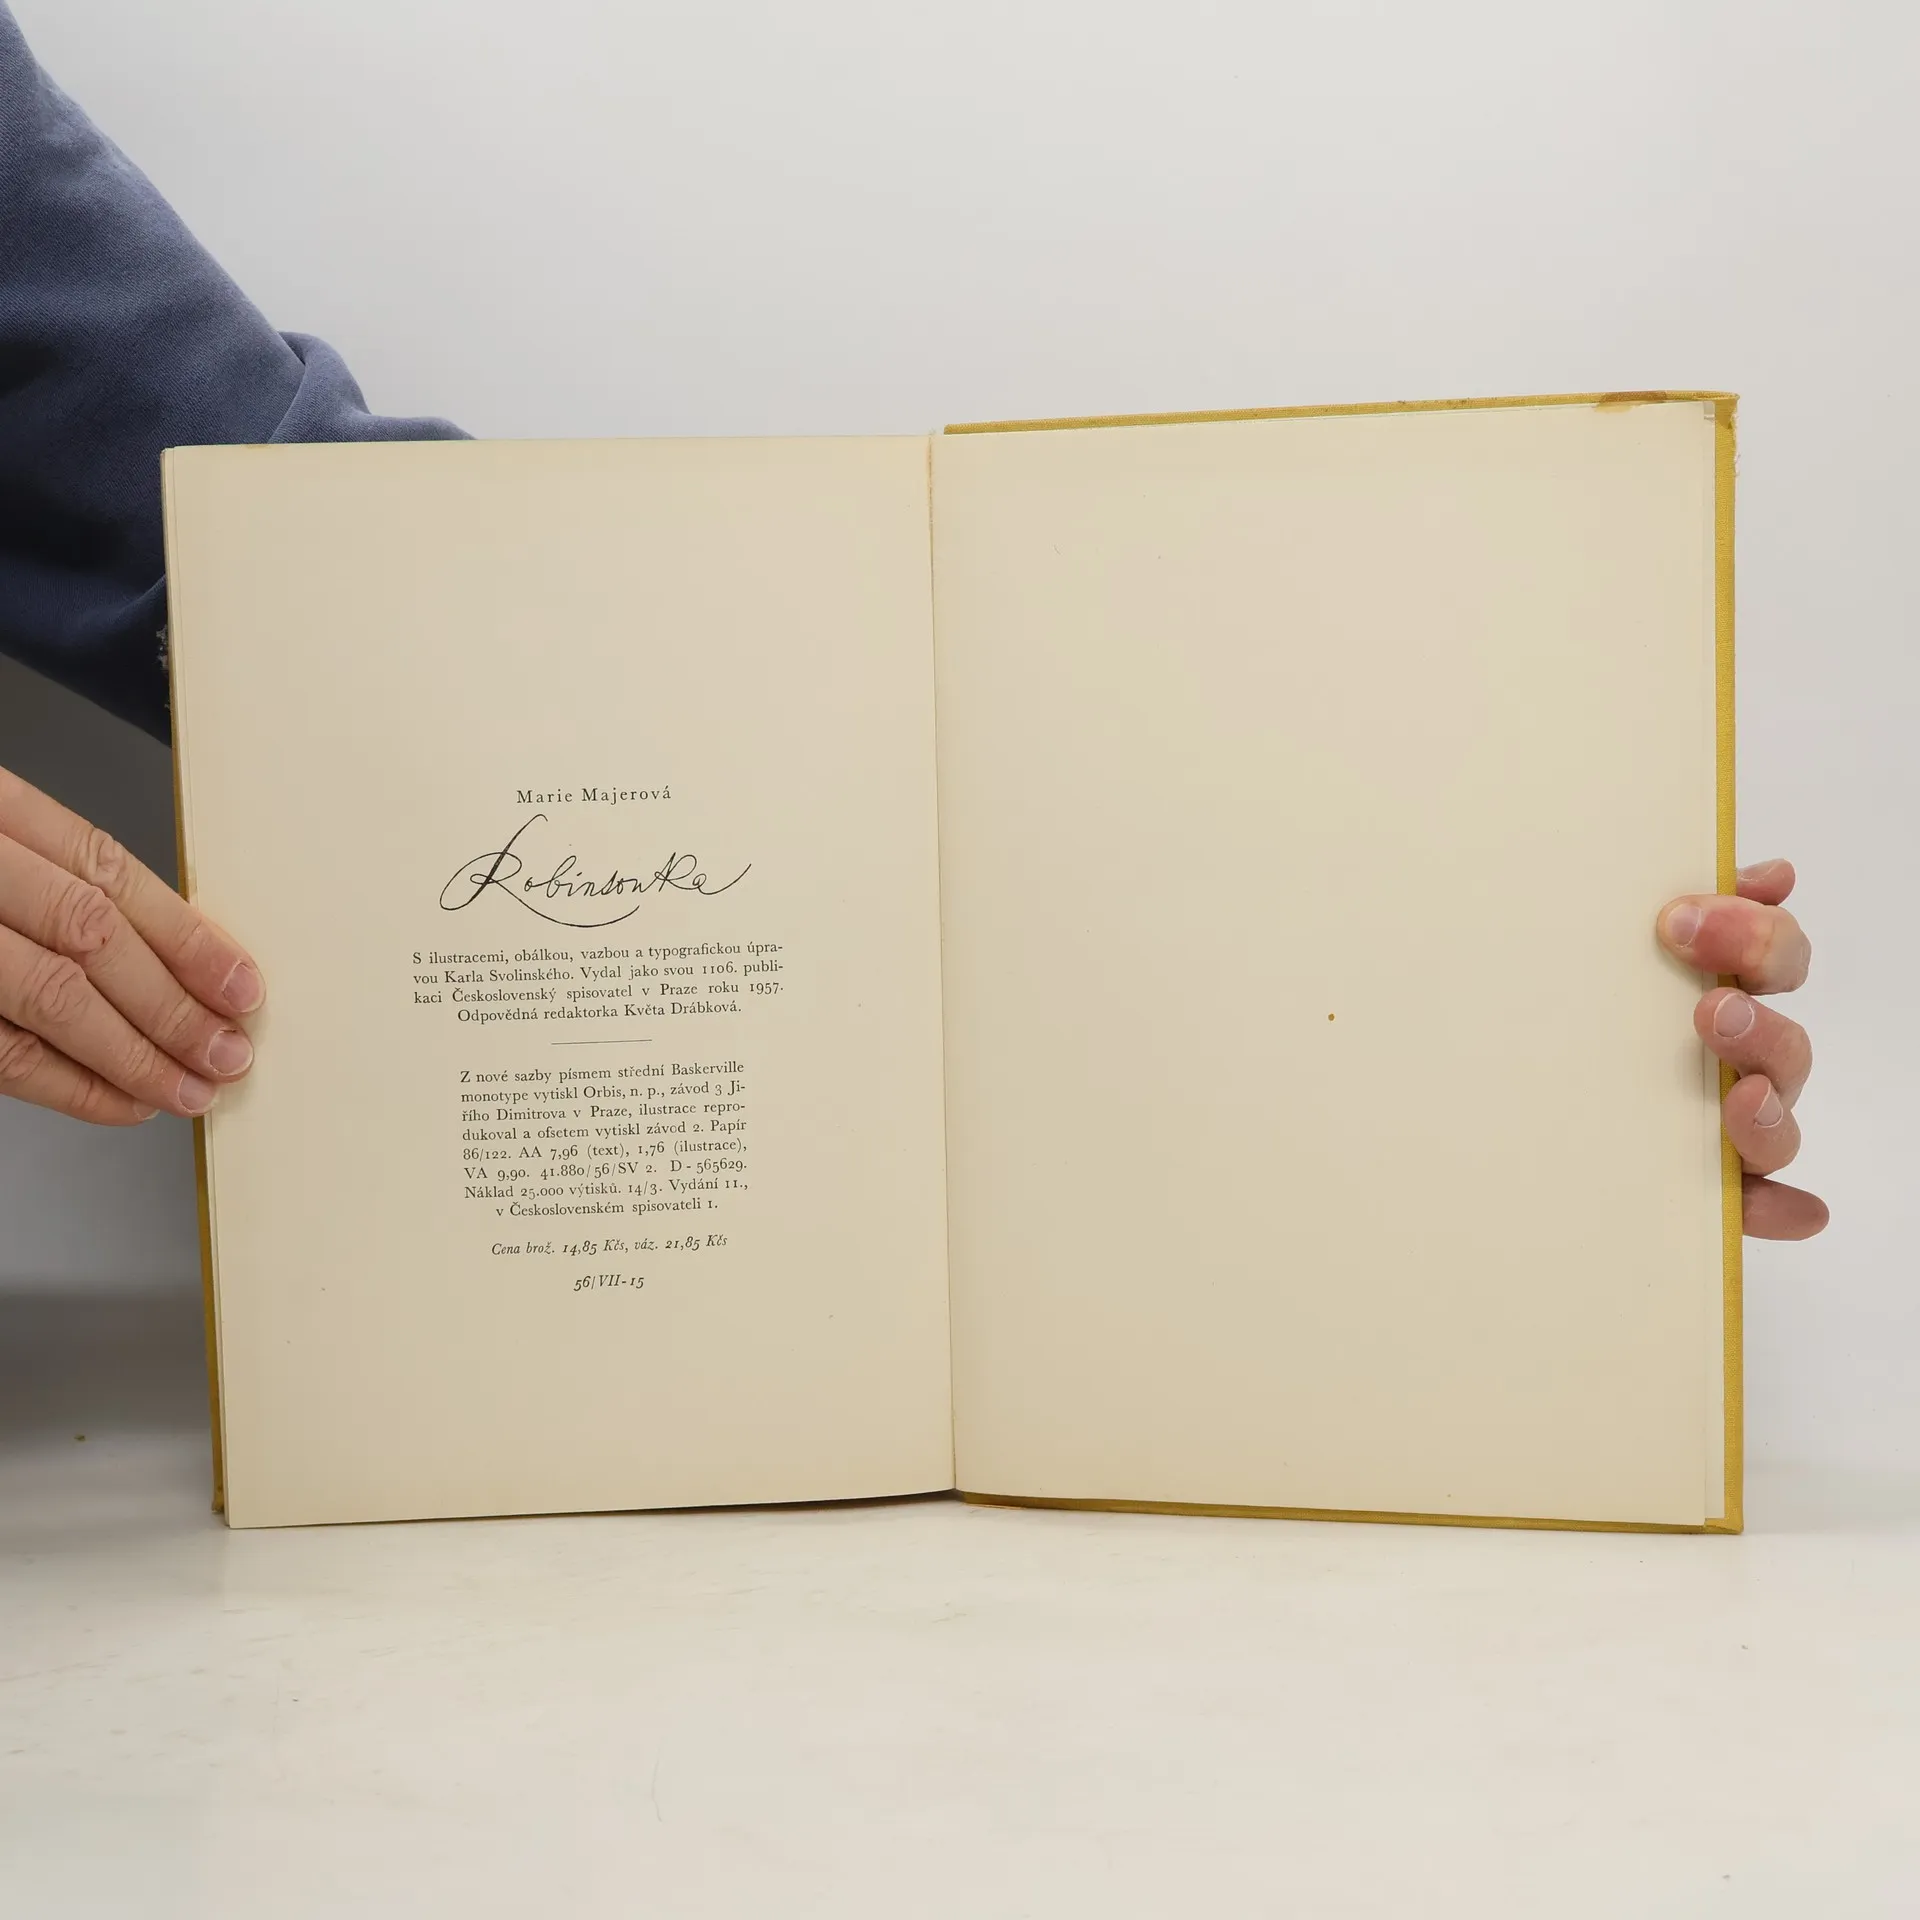 Marie Majerová
Robinsonka
S ilustracemi, obálkou, vazbou a typografickou úpra-
vou Karla Svolinského. Vydal jako svou 1106. publi-
kaci Československý spisovatel v Praze roku 1957.
Odpovědná redaktorka Květa Drábková.
Z nové sazby písmem střední Baskerville
monotype vytiskl Orbis, n. p., závod 3 Ji-
řího Dimitrova v Praze, ilustrace repro-
dukoval a ofsetem vytiskl závod 2. Papír
86/122. AA 7,96 (text), 1,76 (ilustrace),
VA 9,90. 41.880/56/SV 2. D - 565629.
Náklad 25.000 výtisků. 14/3. Vydání 11.,
v Československém spisovateli 1.
Cena brož. 14,85 Kčs, váz. 21,85 Kčs
56/VII-15